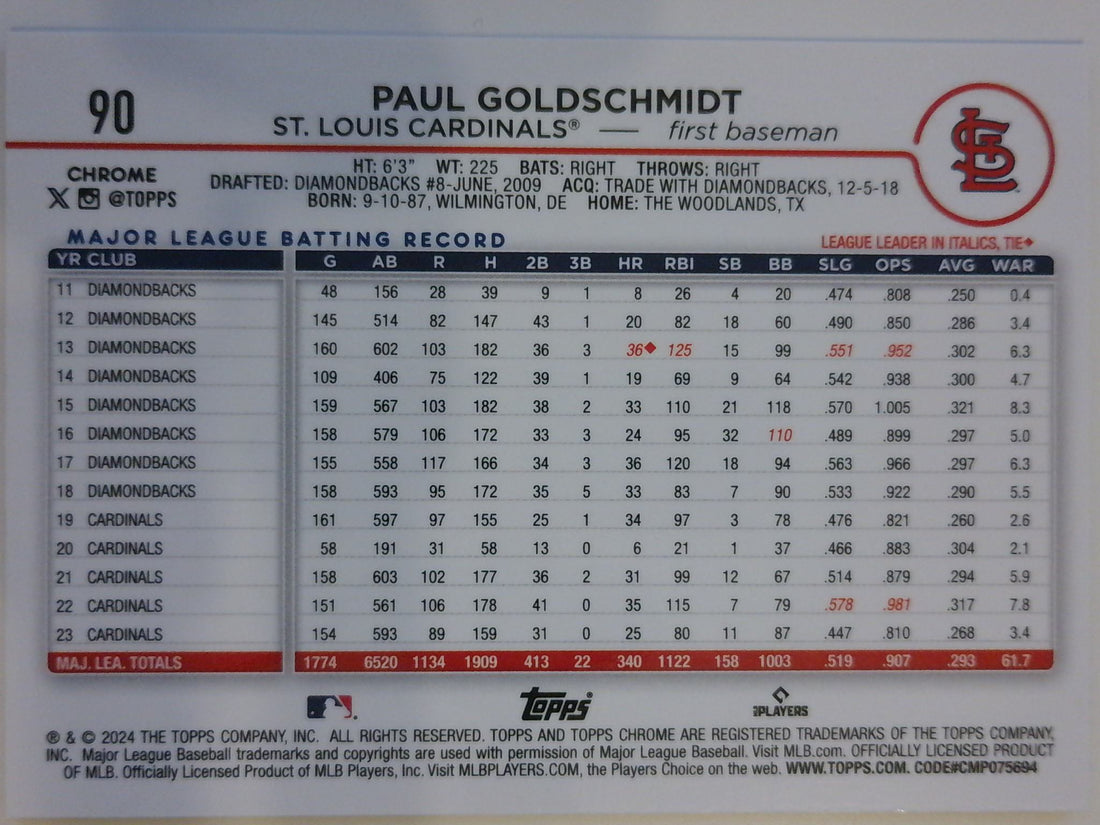 90
PAUL GOLDSCHMIDT
ST. LOUIS CARDINALS® — first baseman
CHROME
@TOPPS
HT: 6'3" WT: 225 BATS: RIGHT THROWS: RIGHT
DRAFTED: DIAMONDBACKS #8-JUNE, 2009 ACQ: TRADE WITH DIAMONDBACKS, 12-5-18
BORN: 9-10-87, WILMINGTON, DE HOME: THE WOODLANDS, TX
MAJOR LEAGUE BATTING RECORD LEAGUE LEADER IN ITALICS, TIE◆
YR CLUB G AB R H 2B 3B HR RBI SB BB SLG OPS AVG WAR
11 DIAMONDBACKS 48 156 28 39 9 1 8 26 4 20 .474 .808 .250 0.4
12 DIAMONDBACKS 145 514 82 147 43 1 20 82 18 60 .490 .850 .286 3.4
13 DIAMONDBACKS 160 602 103 182 36 3 36◆ 125 15 99 .551 .952 .302 6.3
14 DIAMONDBACKS 109 406 75 122 39 1 19 69 9 64 .542 .938 .300 4.7
15 DIAMONDBACKS 159 567 103 182 38 2 33 110 21 118 .570 1.005 .321 8.3
16 DIAMONDBACKS 158 579 106 172 33 3 24 95 32 110 .489 .899 .297 5.0
17 DIAMONDBACKS 155 558 117 166 34 3 36 120 18 94 .563 .966 .297 6.3
18 DIAMONDBACKS 158 593 95 172 35 5 33 83 7 90 .533 .922 .290 5.5
19 CARDINALS 161 597 97 155 25 1 34 97 3 78 .476 .821 .260 2.6
20 CARDINALS 58 191 31 58 13 0 6 21 1 37 .466 .883 .304 2.1
21 CARDINALS 158 603 102 177 36 2 31 99 12 67 .514 .879 .294 5.9
22 CARDINALS 151 561 106 178 41 0 35 115 7 79 .578 .981 .317 7.8
23 CARDINALS 154 593 89 159 31 0 25 80 11 87 .447 .810 .268 3.4
MAJ. LEA. TOTALS 1774 6520 1134 1909 413 22 340 1122 158 1003 .519 .907 .293 61.7
Topps® PLAYERS
® & © 2024 THE TOPPS COMPANY, INC. ALL RIGHTS RESERVED. TOPPS AND TOPPS CHROME ARE REGISTERED TRADEMARKS OF THE TOPPS COMPANY,
INC. Major League Baseball trademarks and copyrights are used with permission of Major League Baseball. Visit MLB.com. OFFICIALLY LICENSED PRODUCT
OF MLB. Officially Licensed Product of MLB Players, Inc. Visit MLBPLAYERS.COM, the Players Choice on the web. WWW.TOPPS.COM. CODE#CMP075694